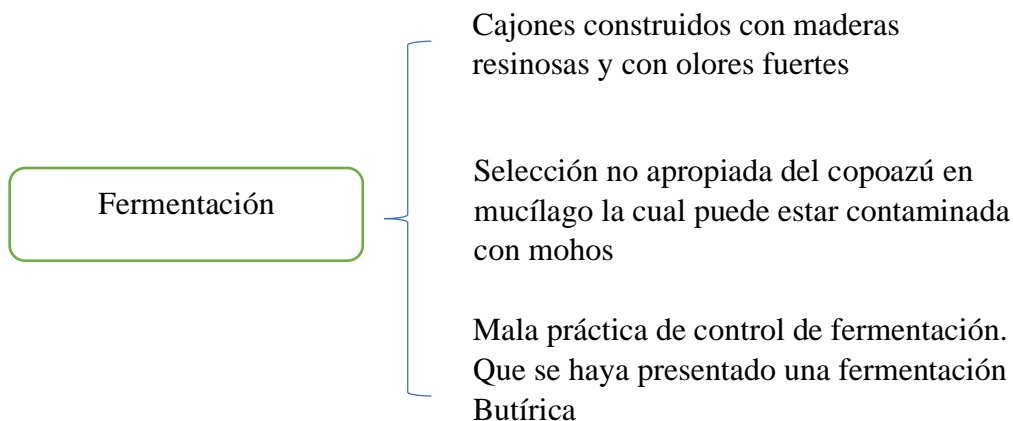 Cajones construidos con maderas
resinosas y con olores fuertes
Fermentación
Selección no apropiada del copoazú en
mucílago la cual puede estar contaminada
con mohos
Mala práctica de control de fermentación.
Que se haya presentado una fermentación
Butírica